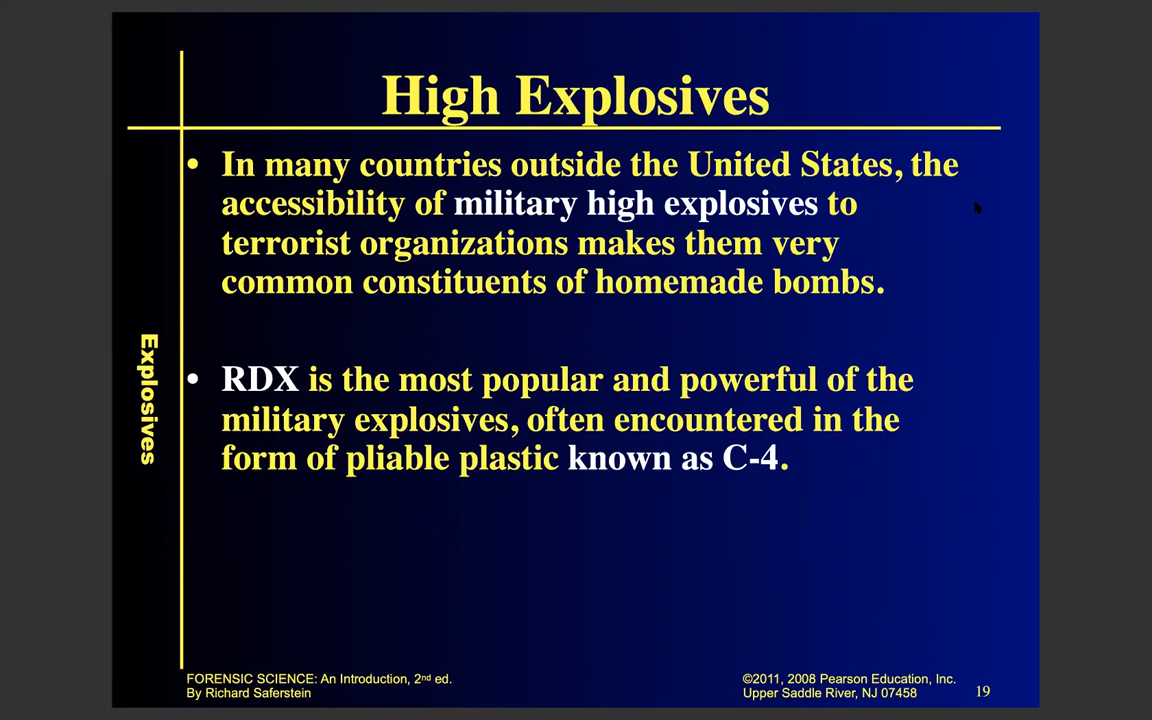 High Explosives
• In many countries outside the United States, the
accessibility of military high explosives to
terrorist organizations makes them very
common constituents of homemade bombs.
• RDX is the most popular and powerful of the
military explosives, often encountered in the
form of pliable plastic known as C-4.
Explosives
FORENSIC SCIENCE: An Introduction, 2nd ed.
By Richard Saferstein
©2011, 2008 Pearson Education, Inc.
Upper Saddle River, NJ 07458
19